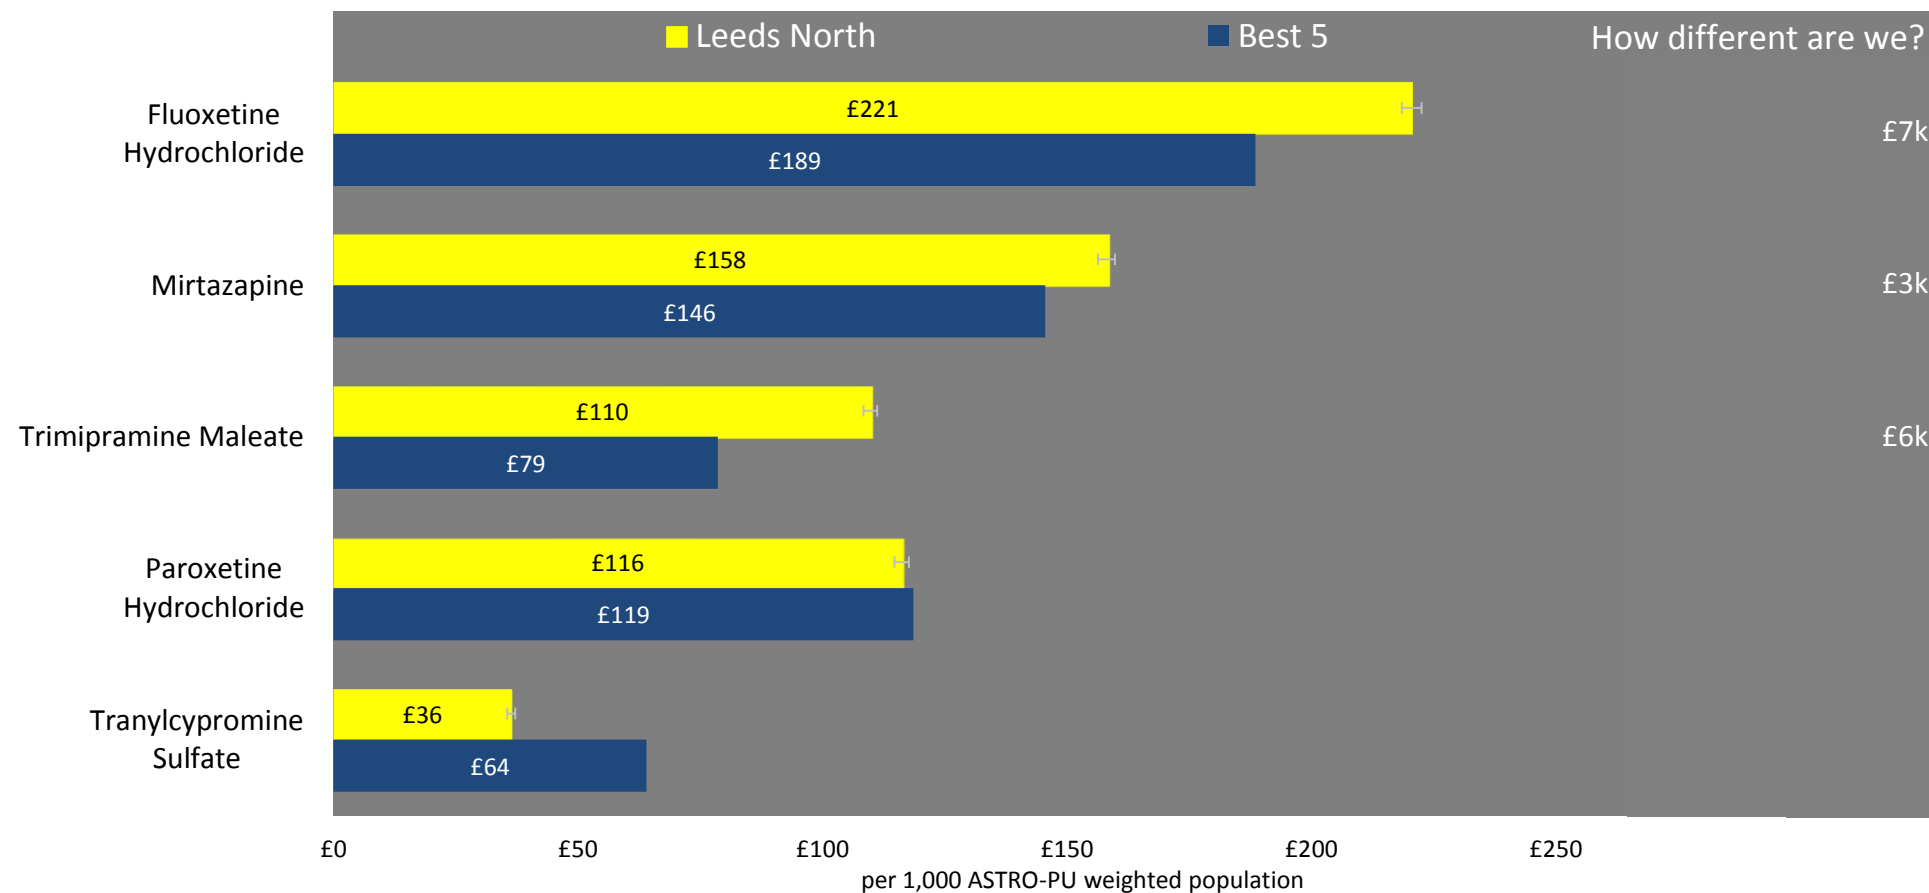 Leeds North
Best 5
How different are we?
Fluoxetine
Hydrochloride
£221
£189
£7k
Mirtazapine
£158
£146
£3k
Trimipramine Maleate
£110
£79
£6k
Paroxetine
Hydrochloride
£116
£119
Tranylcypromine
Sulfate
£36
£64
£0
£50
£100
£150
£200
£250
per 1,000 ASTRO-PU weighted population